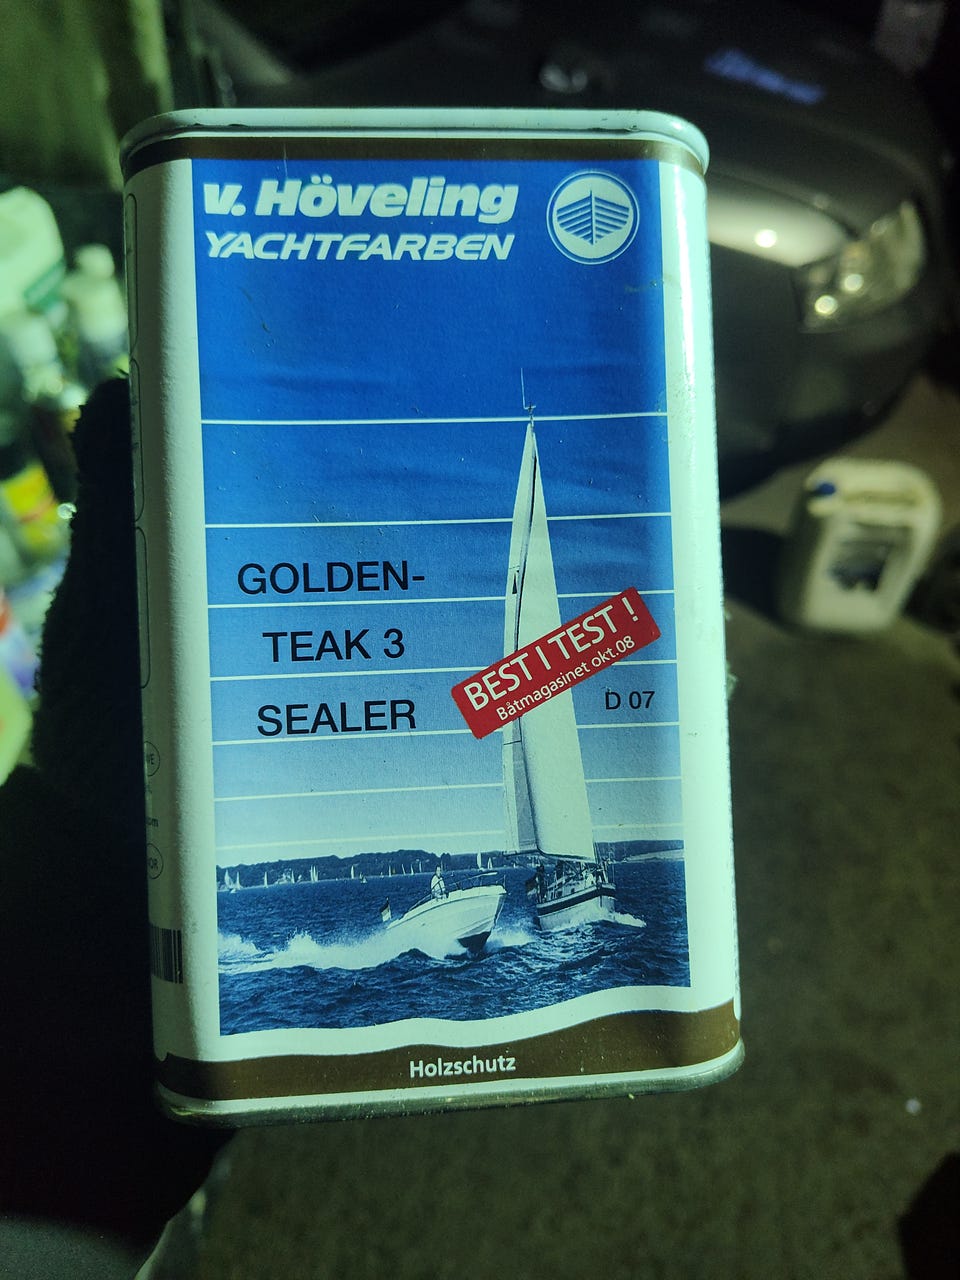 v. Höveling
YACHTFARBEN
GOLDEN-
TEAK 3
SEALER
BEST I TEST !
Båtmagasinet okt.08
D 07
Holzschutz